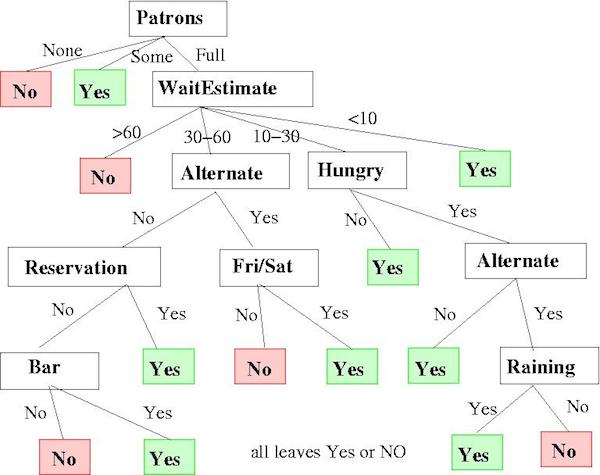 Patrons
None
Some
Full
No
Yes
WaitEstimate
>60
30–60
10–30
<10
No
Alternate
Hungry
Yes
No
Yes
No
Yes
Reservation
Fri/Sat
Yes
Alternate
No
Yes
No
Yes
No
Yes
Bar
Yes
No
Yes
Yes
Raining
No
Yes
Yes
No
No
Yes
all leaves Yes or NO
Yes
No